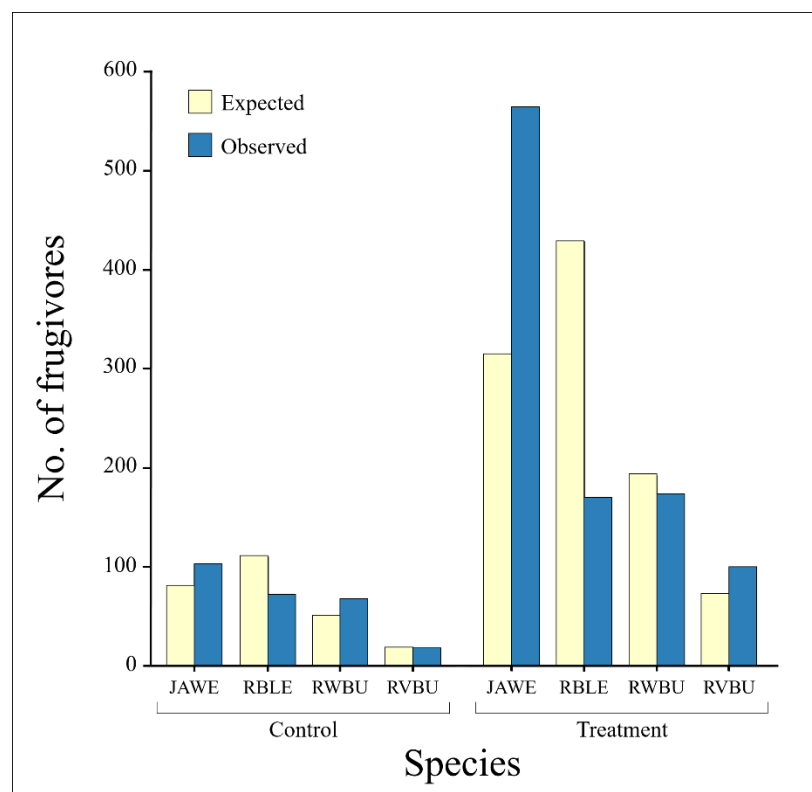 600
Expected
Observed
500
400
300
200
100
0
No. of frugivores
JAWE RBLE RWBU RVBU JAWE RBLE RWBU RVBU
Control Treatment
Species